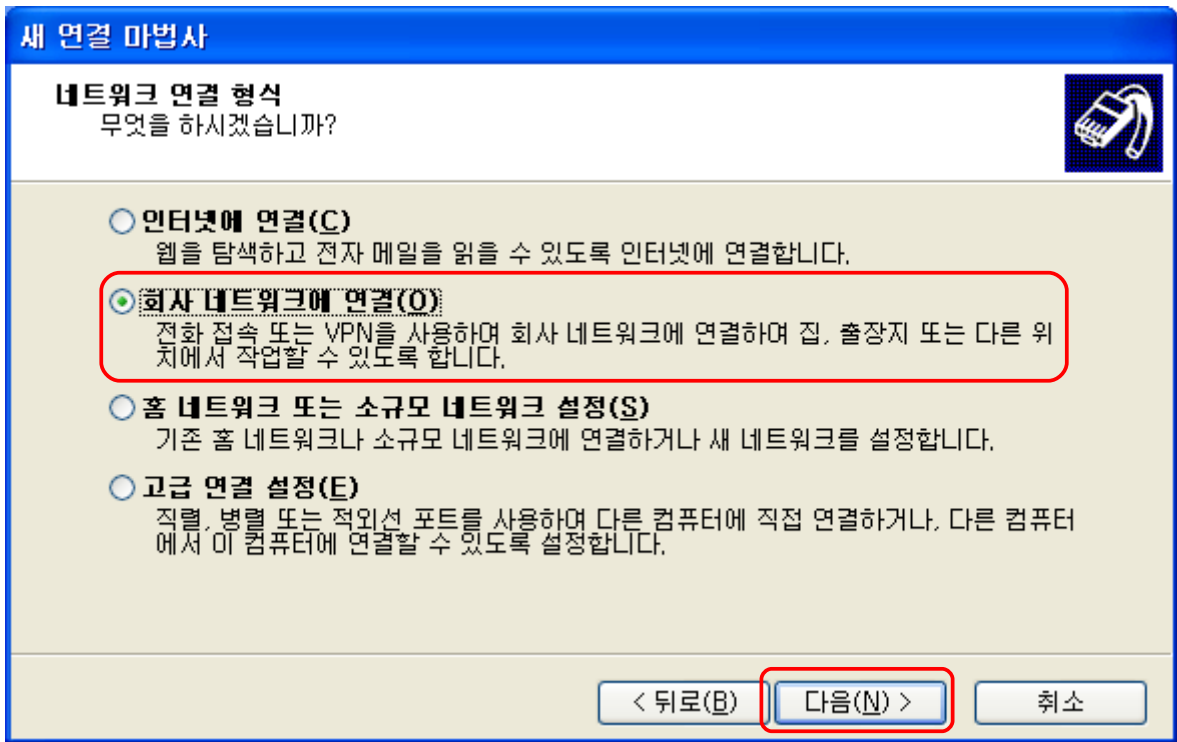 새 연결 마법사
네트워크 연결 형식
무엇을 하시겠습니까?
인터넷에 연결(C)
웹을 탐색하고 전자 메일을 읽을 수 있도록 인터넷에 연결합니다.
회사 네트워크에 연결(O)
전화 접속 또는 VPN을 사용하여 회사 네트워크에 연결하여 집, 출장지 또는 다른 위
치에서 작업할 수 있도록 합니다.
홈 네트워크 또는 소규모 네트워크 설정(S)
기존 홈 네트워크나 소규모 네트워크에 연결하거나 새 네트워크를 설정합니다.
고급 연결 설정(E)
직렬, 병렬 또는 적외선 포트를 사용하여 다른 컴퓨터에 직접 연결하거나, 다른 컴퓨터
에서 이 컴퓨터에 연결할 수 있도록 설정합니다.
< 뒤로(B) 다음(N) > 취소